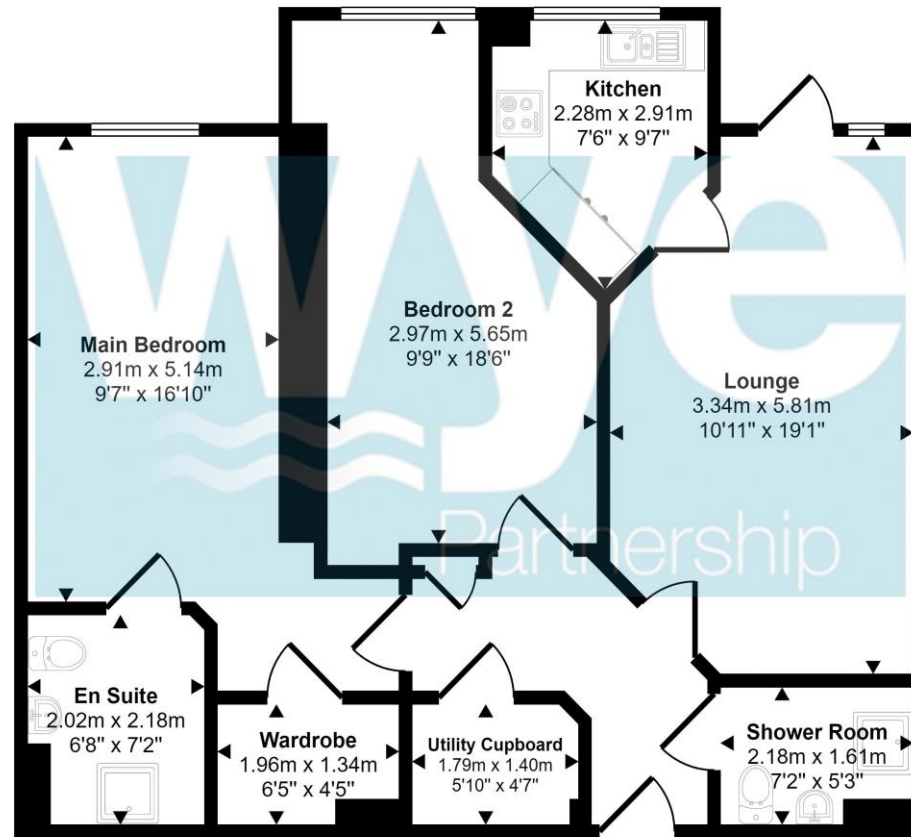 Kitchen
2.28m x 2.91m
7'6" x 9'7"
wye
Partnership
Main Bedroom
2.91m x 5.14m
9'7" x 16'10"
Bedroom 2
2.97m x 5.65m
9'9" x 18'6"
Lounge
3.34m x 5.81m
10'11" x 19'1"
En Suite
2.02m x 2.18m
6'8" x 7'2"
Wardrobe
1.96m x 1.34m
6'5" x 4'5"
Utility Cupboard
1.79m x 1.40m
5'10" x 4'7"
Shower Room
2.18m x 1.61m
7'2" x 5'3"